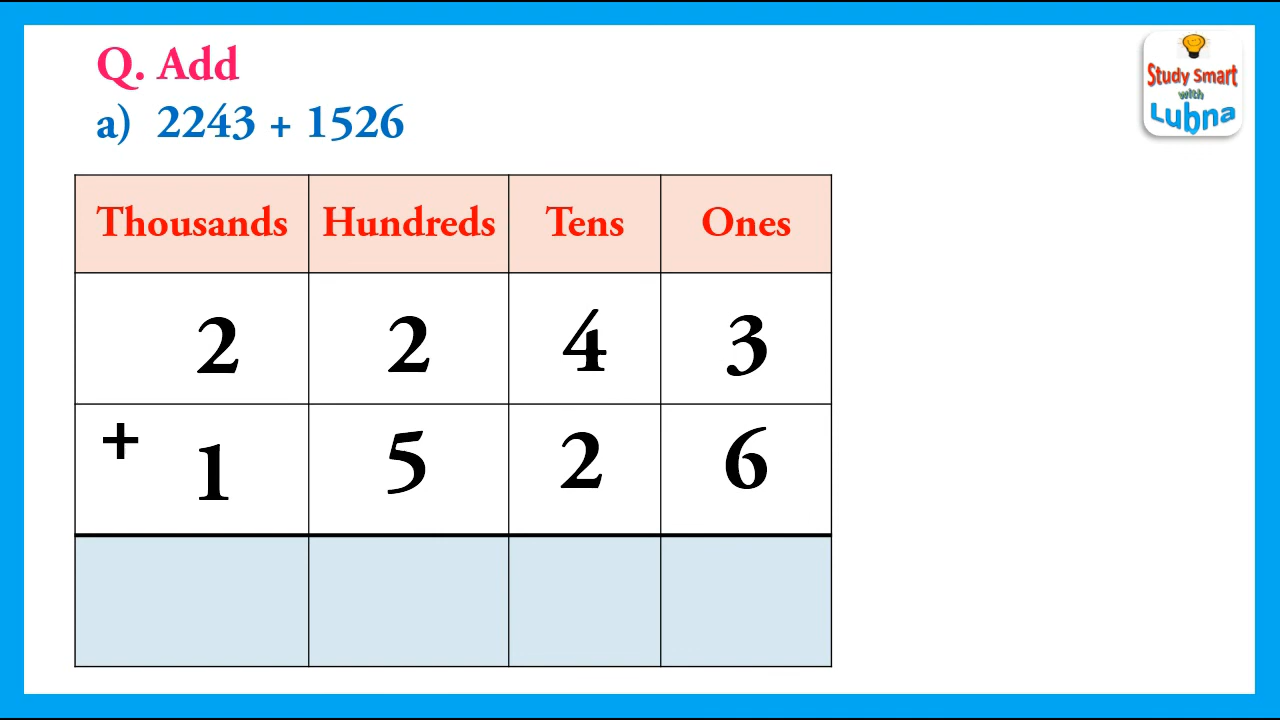 Q. Add
a) 2243 + 1526
Study Smart
with
Lubna
Thousands Hundreds Tens Ones
2 2 4 3
+ 1 5 2 6